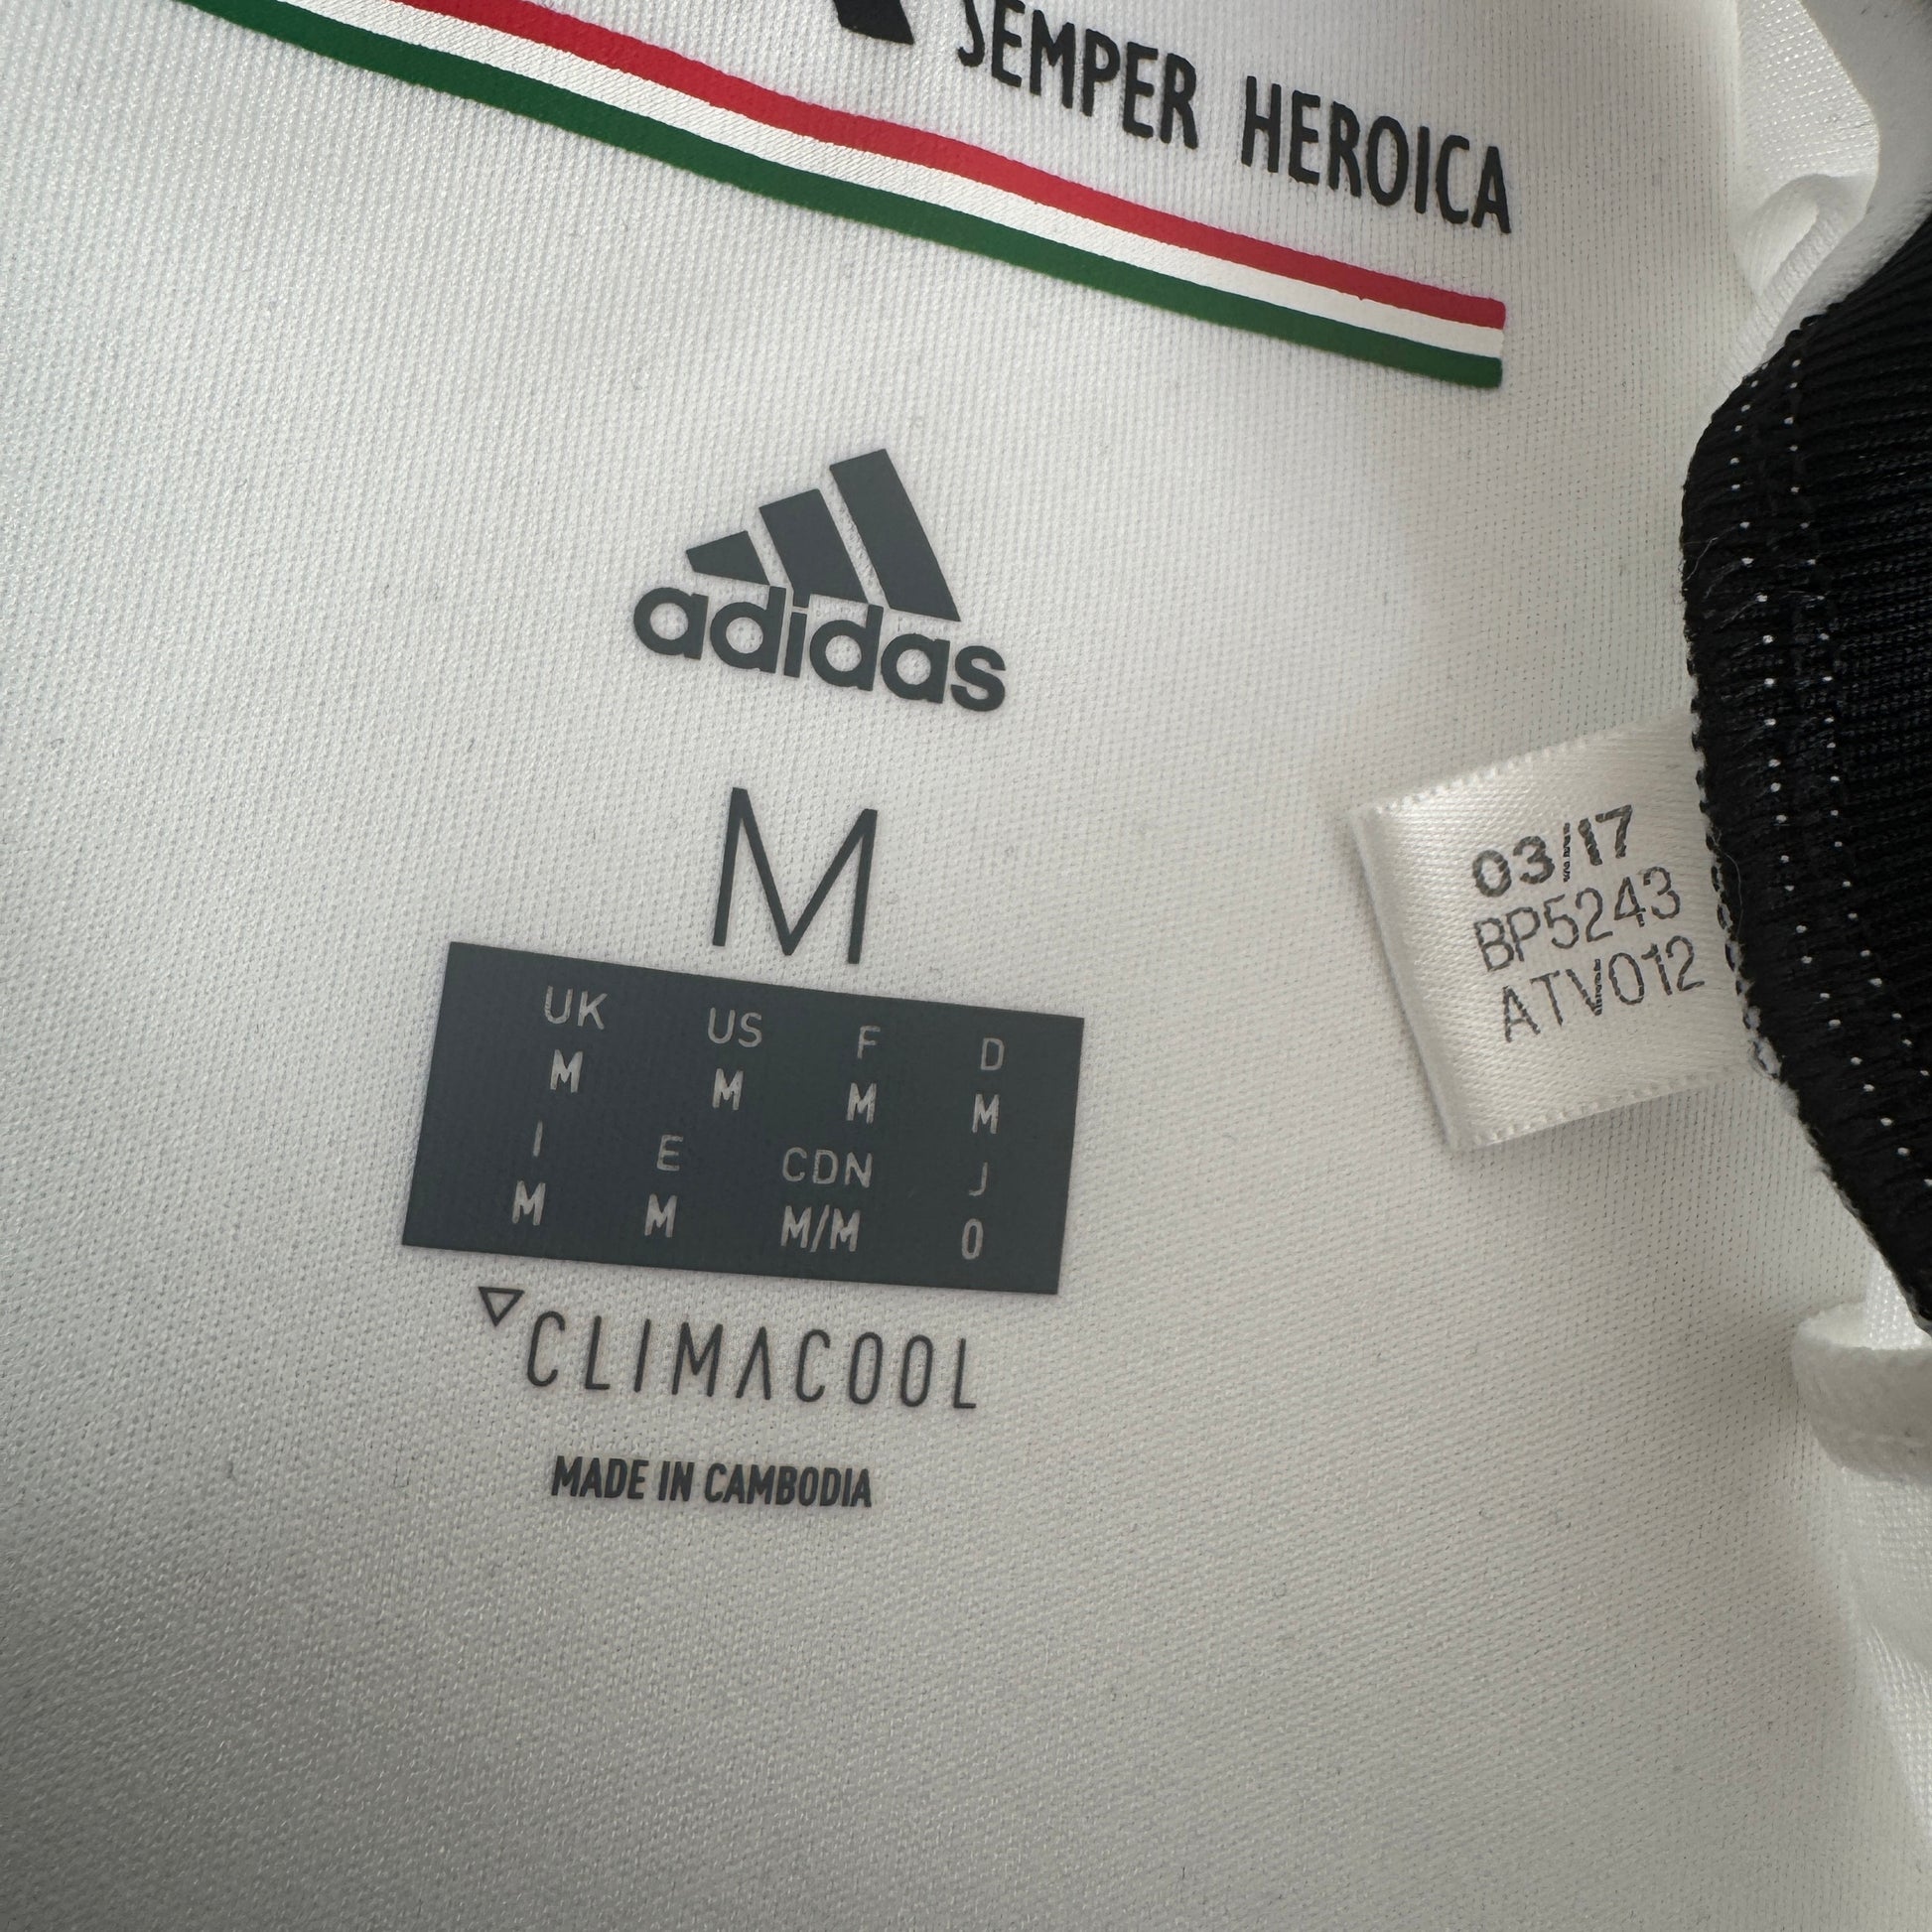 SEMPER HEROICA
adidas
M
UK US F D
M M M M
I E CDN J
M M M/M O
CLIMACOOL
MADE IN CAMBODIA
03/17
BP5243
ATV012